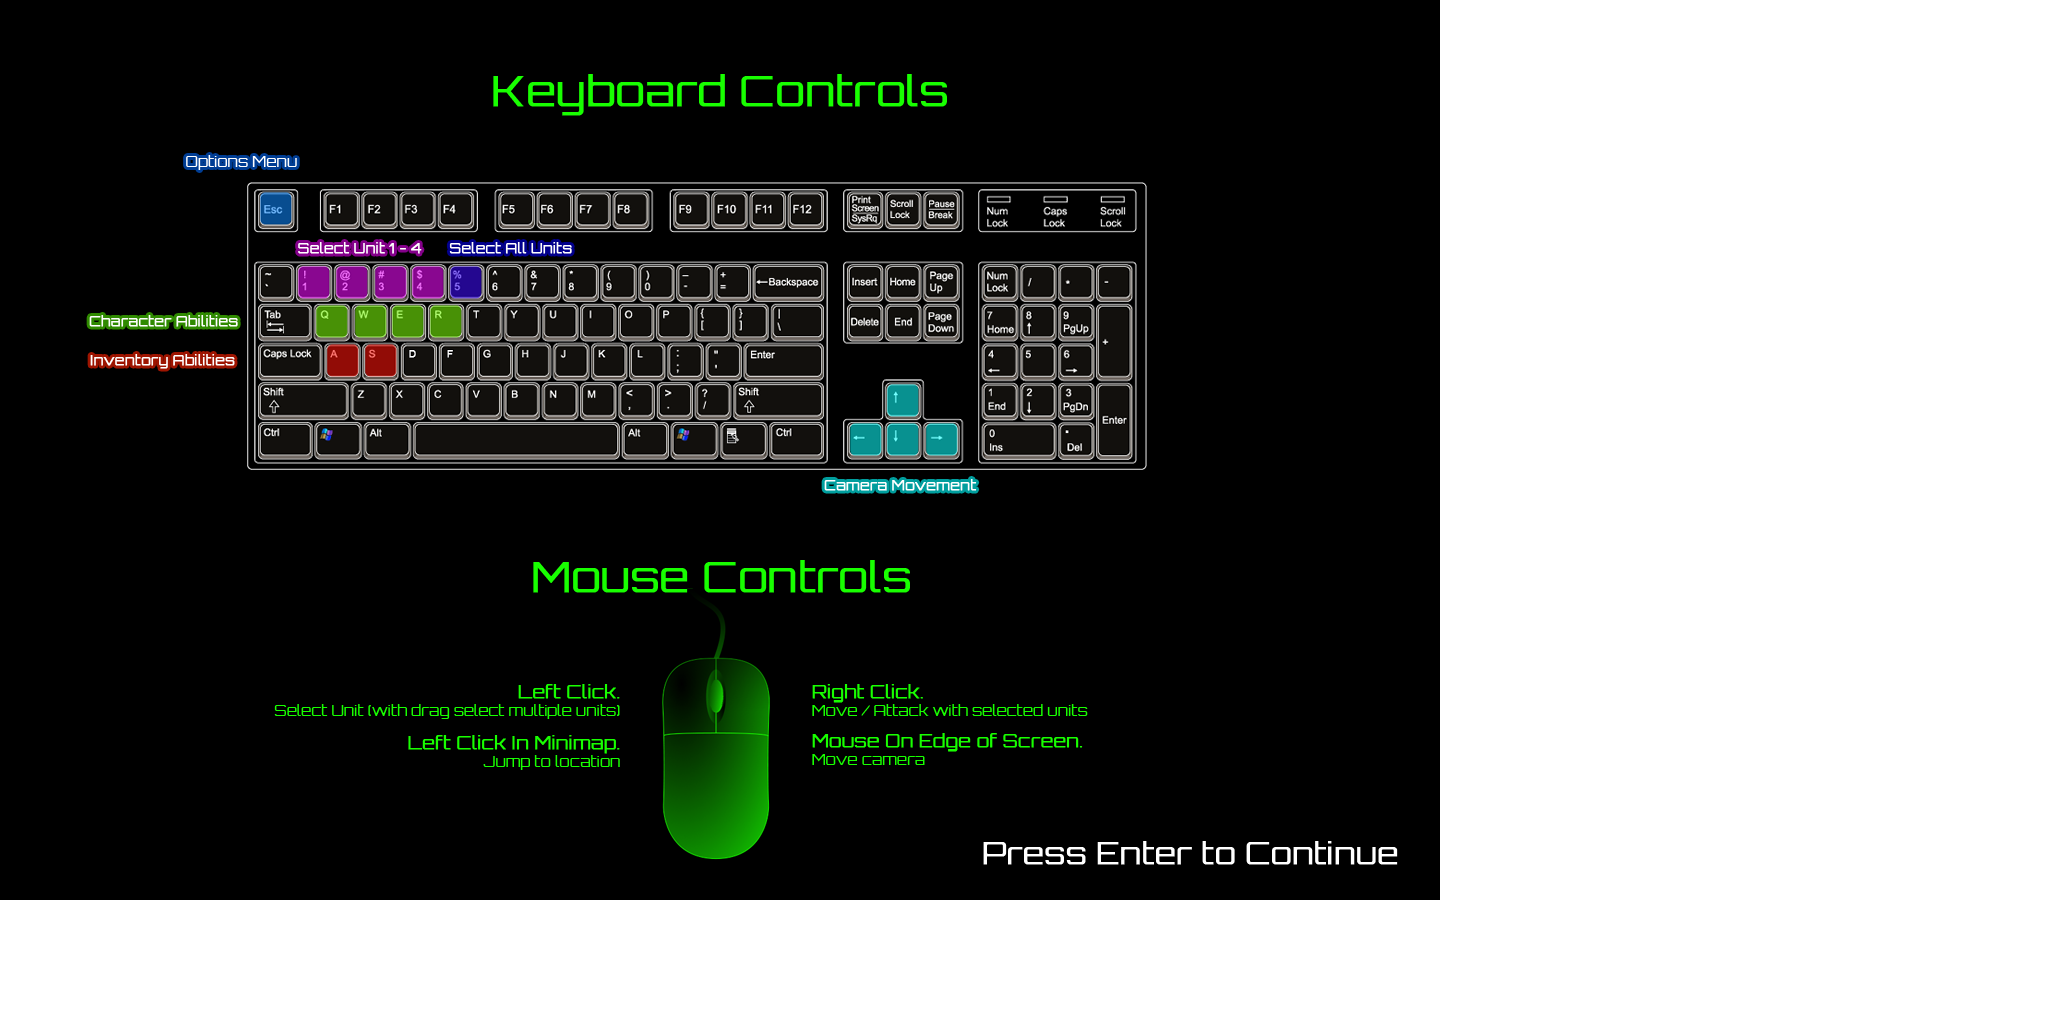 Keyboard Controls
Options Menu
Esc F1 F2 F3 F4 F5 F6 F7 F8 F9 F10 F11 F12 Print Screen SysRq Scroll Lock Pause Break Num Lock Caps Lock Scroll Lock
Select Unit 1 - 4 Select All Units
~ ` ! 1 @ 2 # 3 $ 4 % 5 ^ 6 & 7 * 8 ( 9 ) 0 – - + = ←Backspace Insert Home Page Up Num Lock / * -
Character Abilities Tab Q W E R T Y U I O P { [ } ] | \ Delete End Page Down 7 Home 8 ↑ 9 PgUp +
Inventory Abilities Caps Lock A S D F G H J K L : ; " ' Enter 4 ← 5 6 →
Shift Z X C V B N M < , > . ? / Shift ↑ 1 End 2 ↓ 3 PgDn Enter
Ctrl Alt Alt Ctrl ← ↓ → 0 Ins . Del
Camera Movement
Mouse Controls
Left Click.
Select Unit (with drag select multiple units)
Left Click In Minimap.
Jump to location
Right Click.
Move / Attack with selected units
Mouse On Edge of Screen.
Move camera
Press Enter to Continue